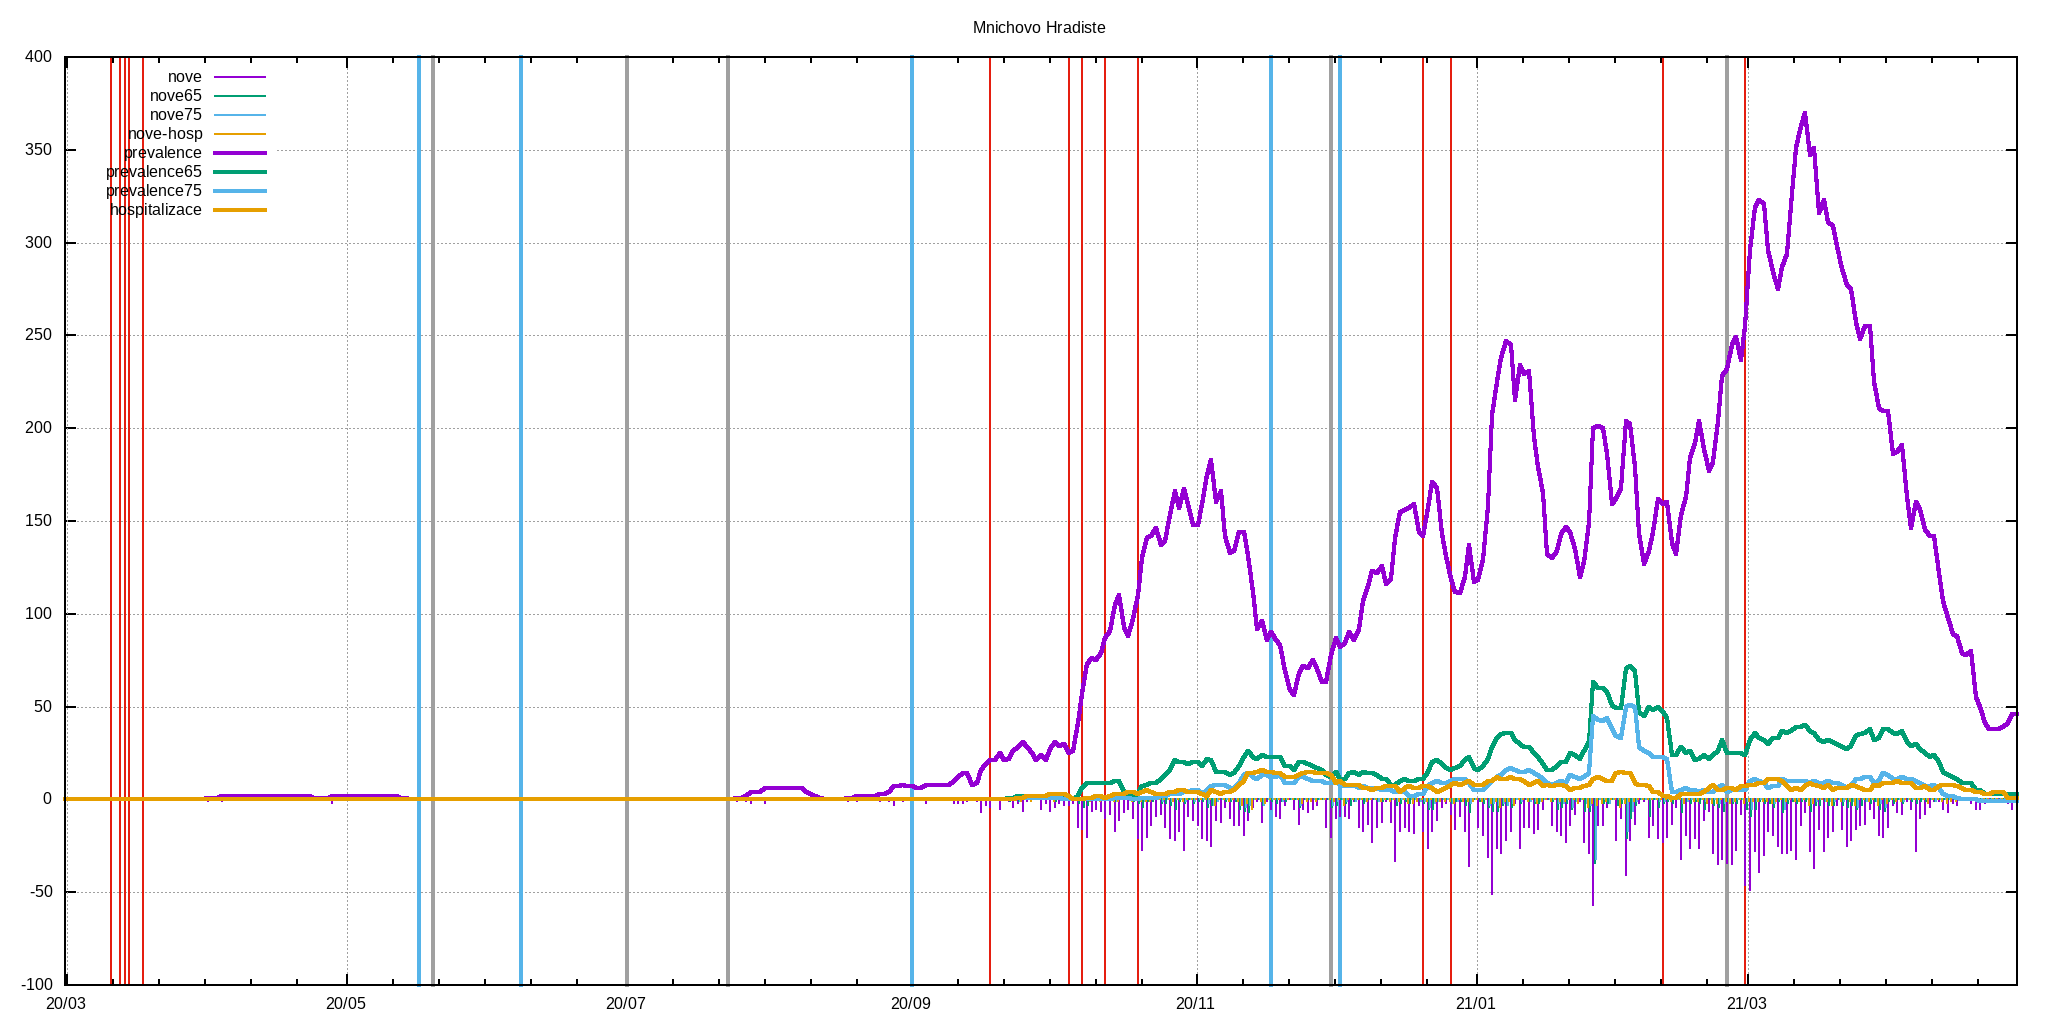 Mnichovo Hradiste
400
350
300
250
200
150
100
50
0
-50
-100
nove
nove65
nove75
nove-hosp
prevalence
prevalence65
prevalence75
hospitalizace
20/03 20/05 20/07 20/09 20/11 21/01 21/03